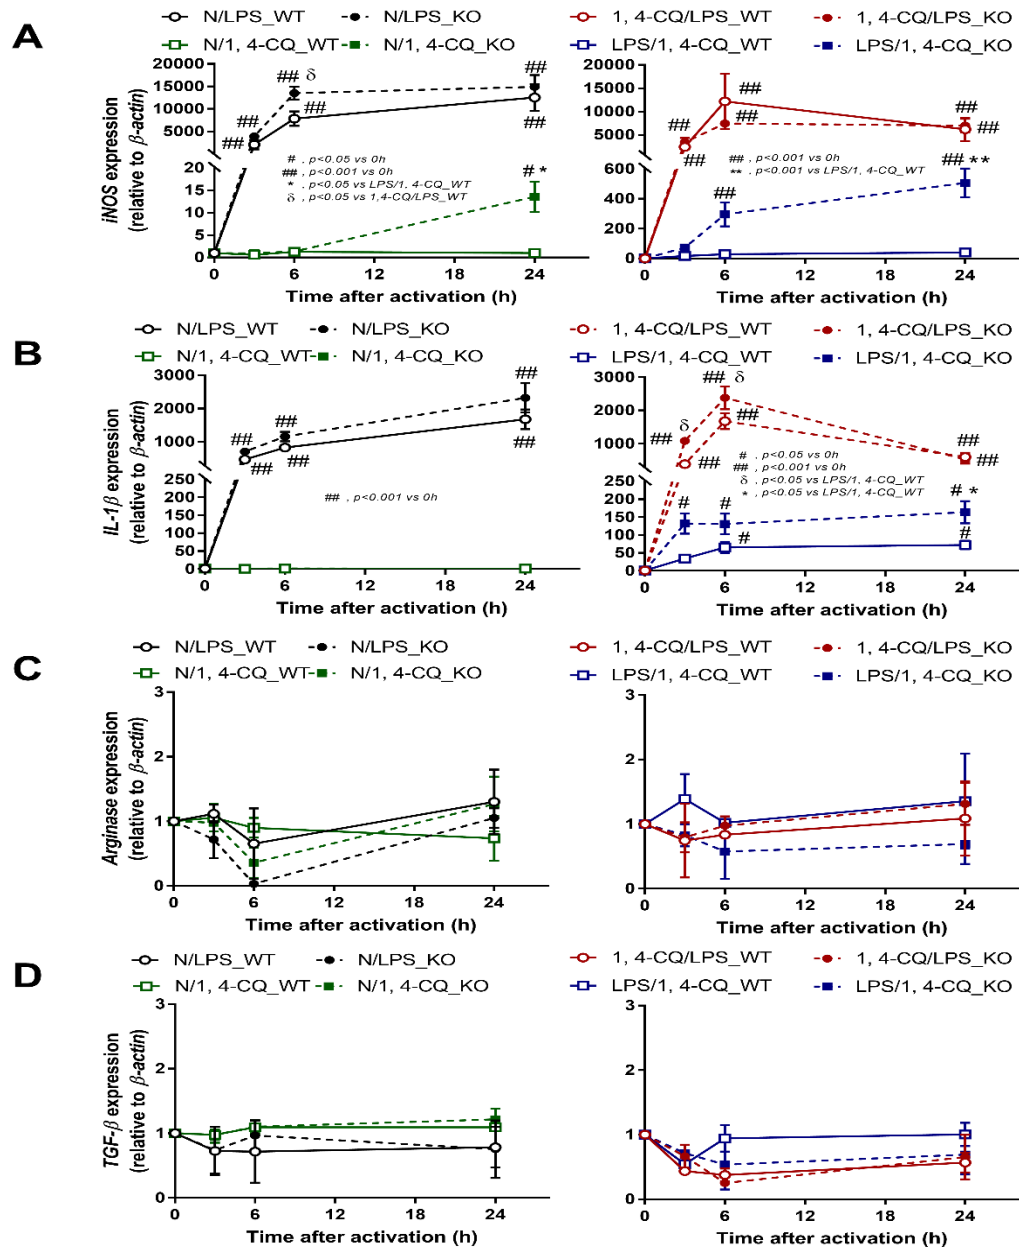 A
N/LPS_WT
N/LPS_KO
N/1, 4-CQ_WT
N/1, 4-CQ_KO
iNOS expression
(relative to β-actin)
20000
15000
10000
5000
20
15
10
5
0
##
##
##
δ
##
##
##
# *
# , p<0.05 vs 0h
## , p<0.001 vs 0h
* , p<0.05 vs LPS/1, 4-CQ_WT
δ , p<0.05 vs 1,4-CQ/LPS_WT
0
6
12
18
24
Time after activation (h)
1, 4-CQ/LPS_WT
1, 4-CQ/LPS_KO
LPS/1, 4-CQ_WT
LPS/1, 4-CQ_KO
20000
15000
10000
5000
600
400
200
0
##
##
##
##
##
##
##
## **
## , p<0.001 vs 0h
** , p<0.001 vs LPS/1, 4-CQ_WT
0
6
12
18
24
Time after activation (h)
B
N/LPS_WT
N/LPS_KO
N/1, 4-CQ_WT
N/1, 4-CQ_KO
IL-1β expression
(relative to β-actin)
3000
2000
1000
250
200
150
100
50
0
##
##
##
##
##
##
## , p<0.001 vs 0h
0
6
12
18
24
Time after activation (h)
1, 4-CQ/LPS_WT
1, 4-CQ/LPS_KO
LPS/1, 4-CQ_WT
LPS/1, 4-CQ_KO
3000
2000
1000
250
200
150
100
50
0
## δ
##
## δ
##
##
##
# , p<0.05 vs 0h
## , p<0.001 vs 0h
δ , p<0.05 vs LPS/1, 4-CQ_WT
* , p<0.05 vs LPS/1, 4-CQ_WT
#
#
#
# *
#
0
6
12
18
24
Time after activation (h)
C
N/LPS_WT
N/LPS_KO
N/1, 4-CQ_WT
N/1, 4-CQ_KO
Arginase expression
(relative to β-actin)
3
2
1
0
0
6
12
18
24
Time after activation (h)
1, 4-CQ/LPS_WT
1, 4-CQ/LPS_KO
LPS/1, 4-CQ_WT
LPS/1, 4-CQ_KO
3
2
1
0
0
6
12
18
24
Time after activation (h)
D
N/LPS_WT
N/LPS_KO
N/1, 4-CQ_WT
N/1, 4-CQ_KO
TGF-β expression
(relative to β-actin)
3
2
1
0
0
6
12
18
24
Time after activation (h)
1, 4-CQ/LPS_WT
1, 4-CQ/LPS_KO
LPS/1, 4-CQ_WT
LPS/1, 4-CQ_KO
3
2
1
0
0
6
12
18
24
Time after activation (h)